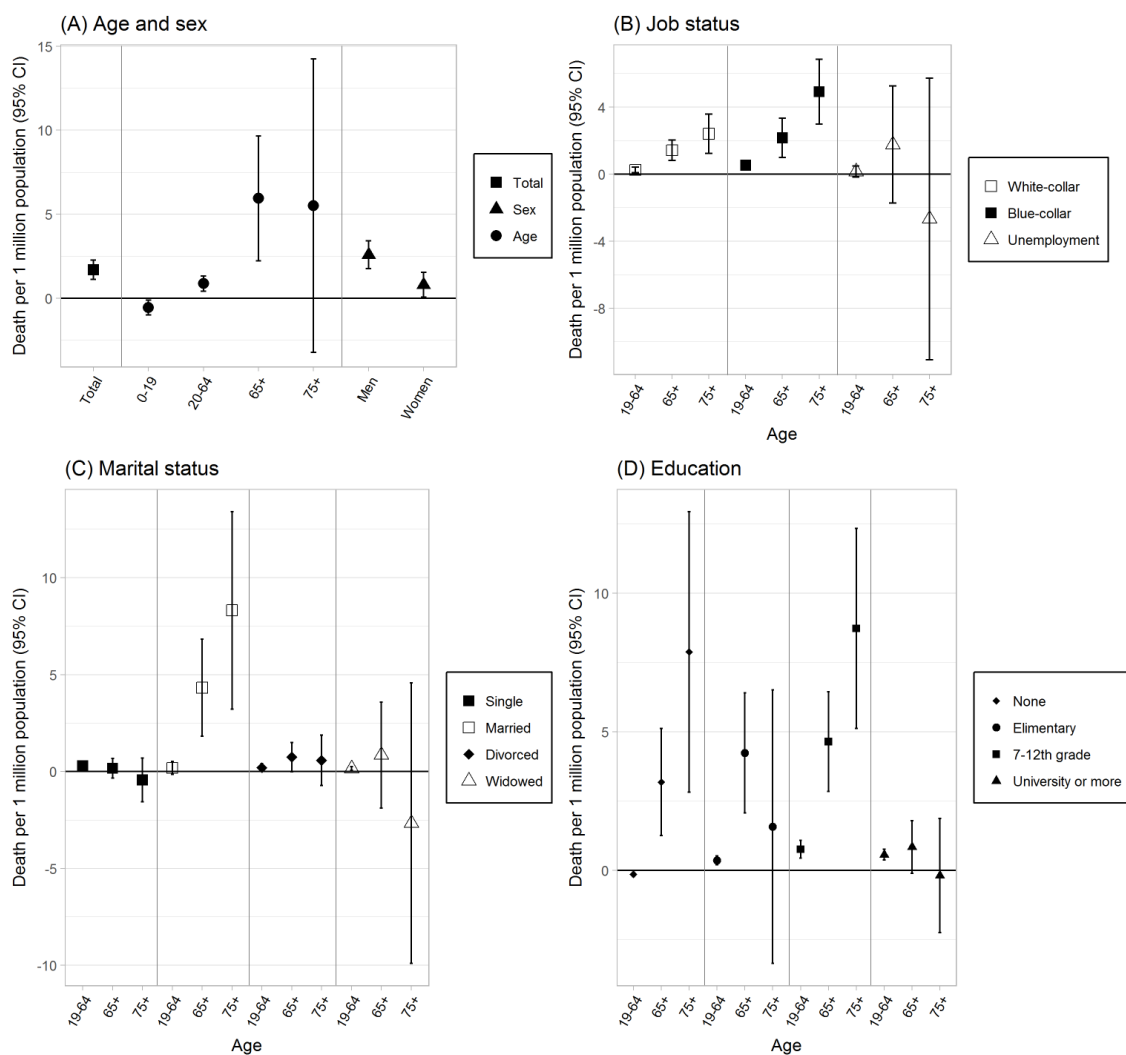 (A) Age and sex
Death per 1 million population (95% CI)
15
10
5
0
Total
0-19
20-64
65+
75+
Men
Women
Total
Sex
Age
(B) Job status
Death per 1 million population (95% CI)
4
0
-4
-8
19-64
65+
75+
19-64
65+
75+
19-64
65+
75+
Age
White-collar
Blue-collar
Unemployment
(C) Marital status
Death per 1 million population (95% CI)
10
5
0
-5
-10
19-64
65+
75+
19-64
65+
75+
19-64
65+
75+
19-64
65+
75+
Age
Single
Married
Divorced
Widowed
(D) Education
Death per 1 million population (95% CI)
10
5
0
19-64
65+
75+
19-64
65+
75+
19-64
65+
75+
19-64
65+
75+
Age
None
Elimentary
7-12th grade
University or more